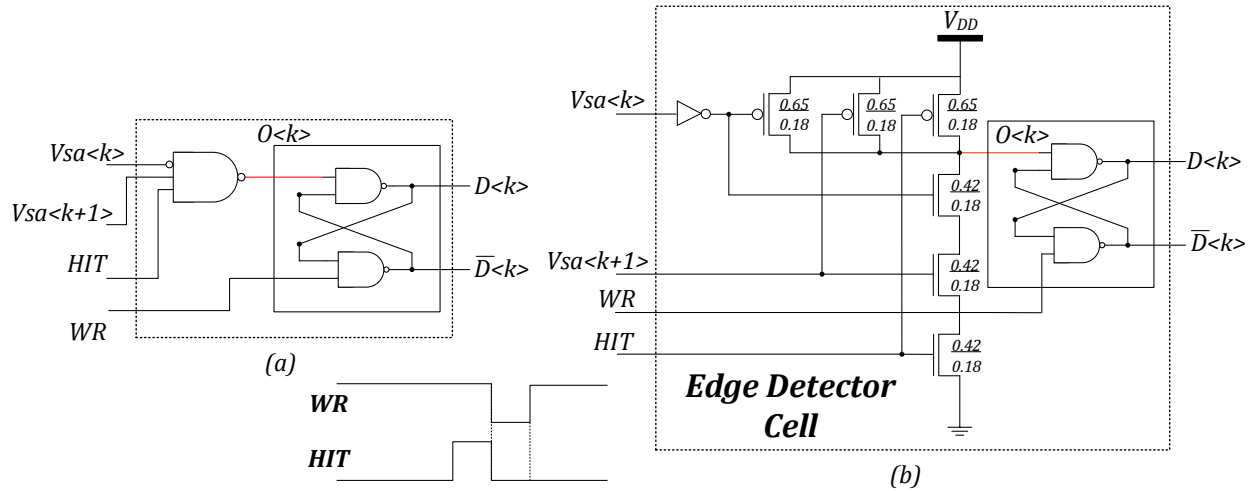 O<k>
Vsa<k>
Vsa<k+1>
HIT
WR
D<k>
D̅<k>
(a)
WR
HIT
V_DD
Vsa<k>
0.65
0.18
0.65
0.18
0.65
0.18
O<k>
D<k>
0.42
0.18
D̅<k>
Vsa<k+1>
0.42
0.18
WR
HIT
0.42
0.18
Edge Detector
Cell
(b)